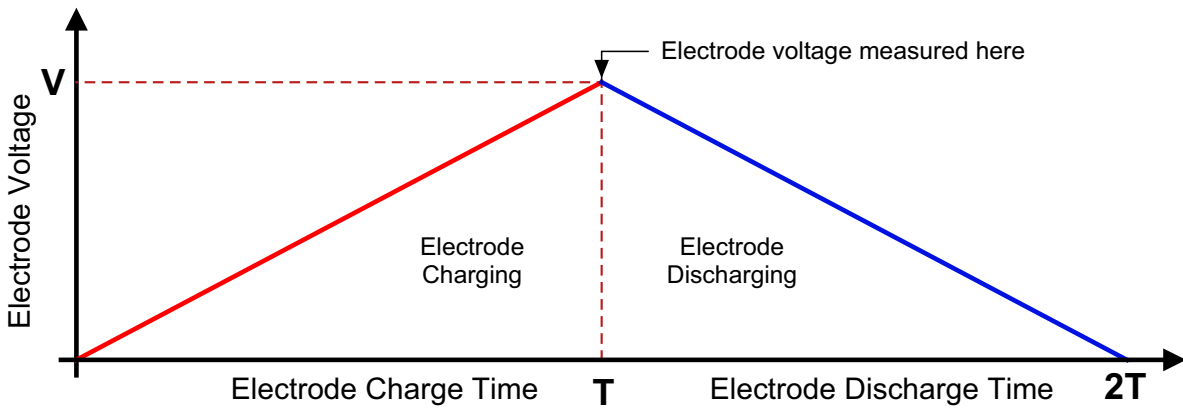 Electrode voltage measured here
V
Electrode Voltage
Electrode
Charging
Electrode
Discharging
Electrode Charge Time
T
Electrode Discharge Time
2T